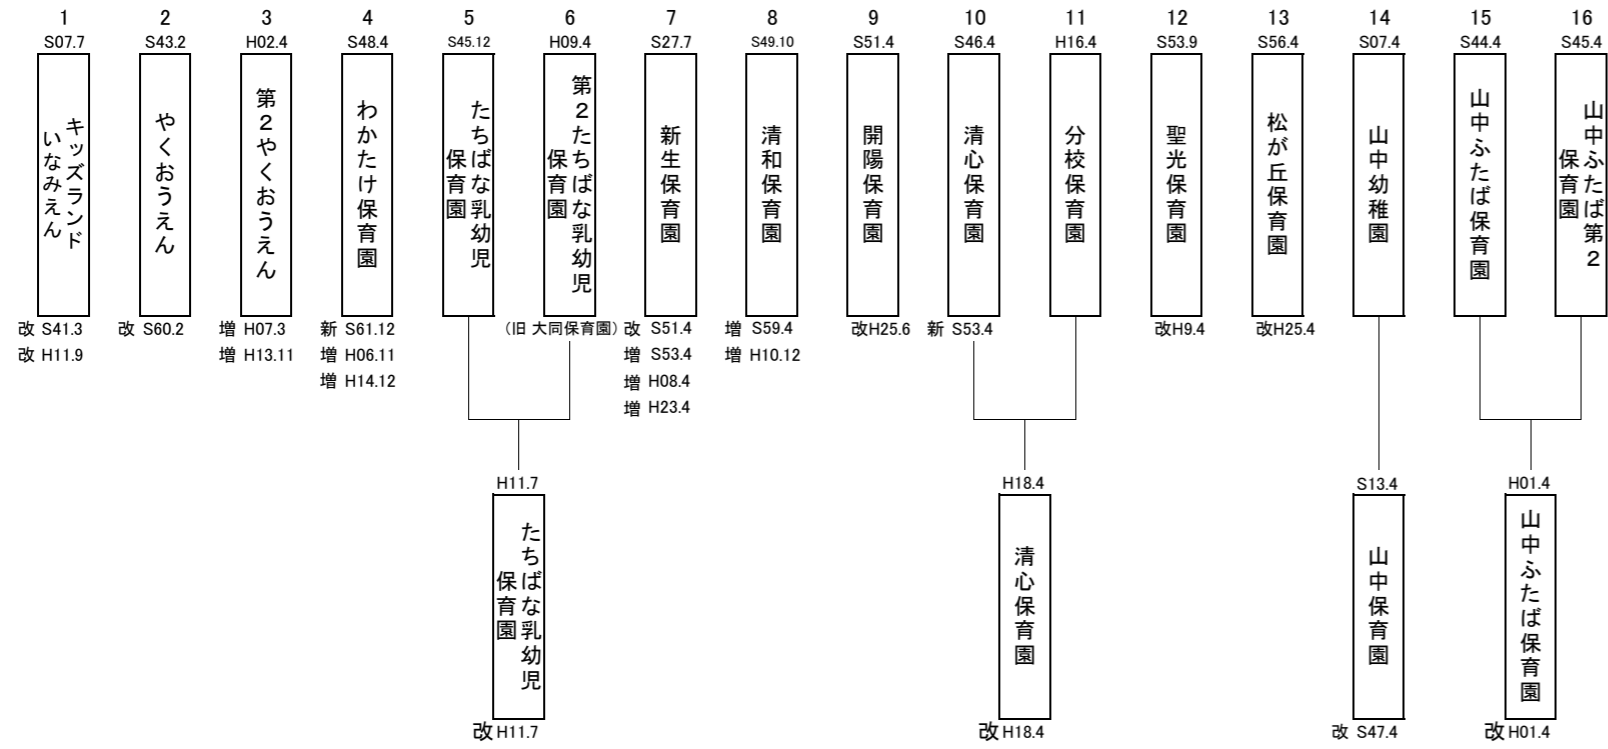 1 2 3 4 5 6 7 8 9 10 11 12 13 14 15 16
S07.7 S43.2 H02.4 S48.4 S45.12 H09.4 S27.7 S49.10 S51.4 S46.4 H16.4 S53.9 S56.4 S07.4 S44.4 S45.4
キッズランド
いなみえん
やくおうえん
第2やくおうえん
わかたけ保育園
たちばな乳幼児
保育園
第2たちばな乳幼児
保育園
新生保育園
清和保育園
開陽保育園
清心保育園
分校保育園
聖光保育園
松が丘保育園
山中幼稚園
山中ふたば保育園
山中ふたば第2
保育園
改 S41.3 改 S60.2 増 H07.3 新 S61.12 (旧 大同保育園) 改 S51.4 増 S59.4 改H25.6 新 S53.4 改H9.4 改H25.4
改 H11.9 増 H13.11 増 H06.11 増 S53.4 増 H10.12
増 H14.12 増 H08.4
増 H23.4
H11.7 H18.4 S13.4 H01.4
たちばな乳幼児
保育園
清心保育園
山中保育園
山中ふたば保育園
改H11.7 改H18.4 改 S47.4 改H01.4